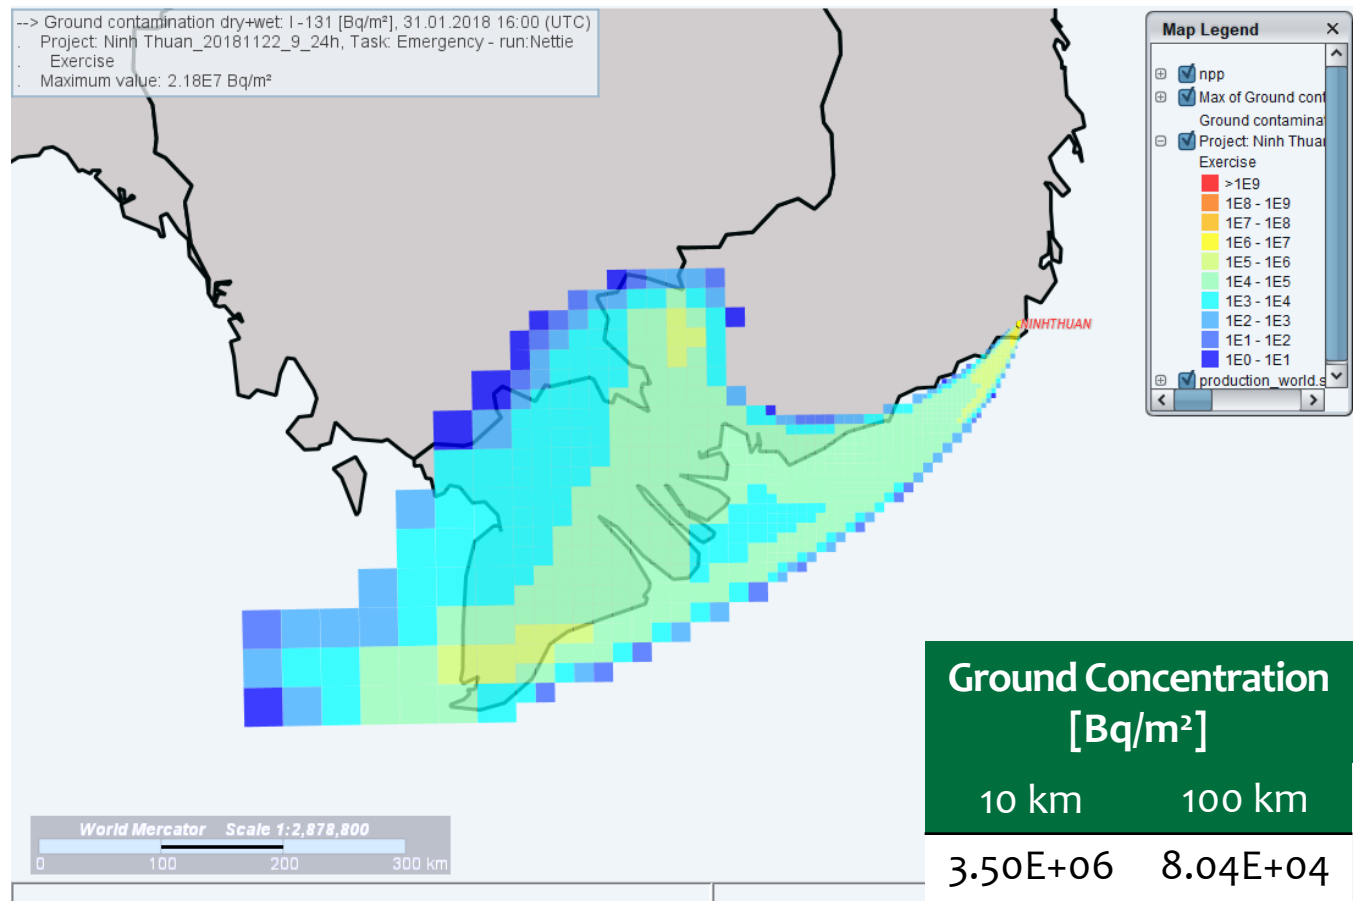 --> Ground contamination dry+wet: I -131 [Bq/m²], 31.01.2018 16:00 (UTC)
. Project: Ninh Thuan_20181122_9_24h, Task: Emergency - run:Nettie
. Exercise
. Maximum value: 2.18E7 Bq/m²
Map Legend
npp
Max of Ground cont
Ground contaminat
Project: Ninh Thuan
Exercise
>1E9
1E8 - 1E9
1E7 - 1E8
1E6 - 1E7
1E5 - 1E6
1E4 - 1E5
1E3 - 1E4
1E2 - 1E3
1E1 - 1E2
1E0 - 1E1
production_world.s
NINHTHUAN
World Mercator Scale 1:2,878,800
0 100 200 300 km
Ground Concentration
[Bq/m²]
10 km 100 km
3.50E+06 8.04E+04